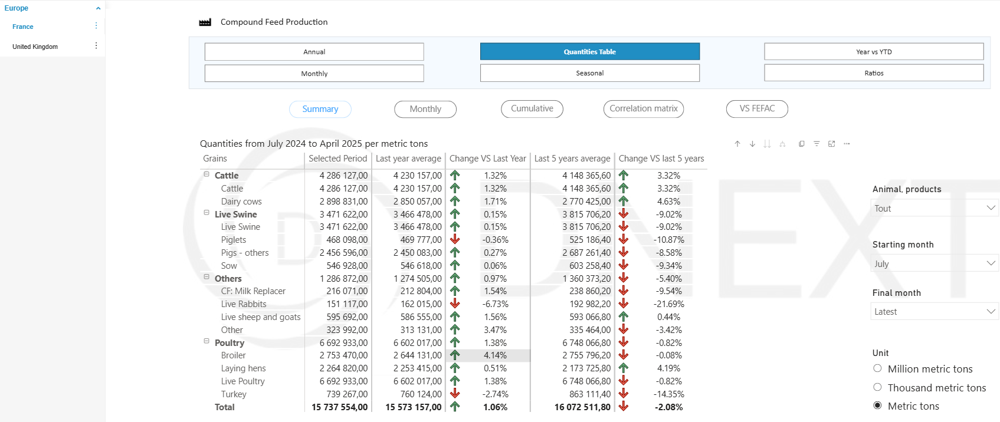 Europe
France
United Kingdom
Compound Feed Production
Annual
Quantities Table
Year vs YTD
Monthly
Seasonal
Ratios
Summary
Monthly
Cumulative
Correlation matrix
VS FEFAC
Quantities from July 2024 to April 2025 per metric tons
Grains Selected Period Last year average Change VS Last Year Last 5 years average Change VS last 5 years
Cattle 4 286 127,00 4 230 157,00 1.32% 4 148 365,60 3.32%
Cattle 4 286 127,00 4 230 157,00 1.32% 4 148 365,60 3.32%
Dairy cows 2 898 831,00 2 850 057,00 1.71% 2 770 425,00 4.63%
Live Swine 3 471 622,00 3 466 478,00 0.15% 3 815 706,20 -9.02%
Live Swine 3 471 622,00 3 466 478,00 0.15% 3 815 706,20 -9.02%
Piglets 468 098,00 469 777,00 -0.36% 525 186,40 -10.87%
Pigs - others 2 456 596,00 2 450 083,00 0.27% 2 687 261,40 -8.58%
Sow 546 928,00 546 618,00 0.06% 603 258,40 -9.34%
Others 1 286 872,00 1 274 505,00 0.97% 1 360 373,20 -5.40%
CF: Milk Replacer 216 071,00 212 804,00 1.54% 238 860,20 -9.54%
Live Rabbits 151 117,00 162 015,00 -6.73% 192 982,20 -21.69%
Live sheep and goats 595 692,00 586 555,00 1.56% 593 066,80 0.44%
Other 323 992,00 313 131,00 3.47% 335 464,00 -3.42%
Poultry 6 692 933,00 6 602 017,00 1.38% 6 748 066,80 -0.82%
Broiler 2 753 470,00 2 644 131,00 4.14% 2 755 796,20 -0.08%
Laying hens 2 264 820,00 2 253 415,00 0.51% 2 173 725,80 4.19%
Live Poultry 6 692 933,00 6 602 017,00 1.38% 6 748 066,80 -0.82%
Turkey 739 267,00 760 124,00 -2.74% 863 111,40 -14.35%
Total 15 737 554,00 15 573 157,00 1.06% 16 072 511,80 -2.08%
Animal, products
Tout
Starting month
July
Final month
Latest
Unit
Million metric tons
Thousand metric tons
Metric tons
D
DNEXT